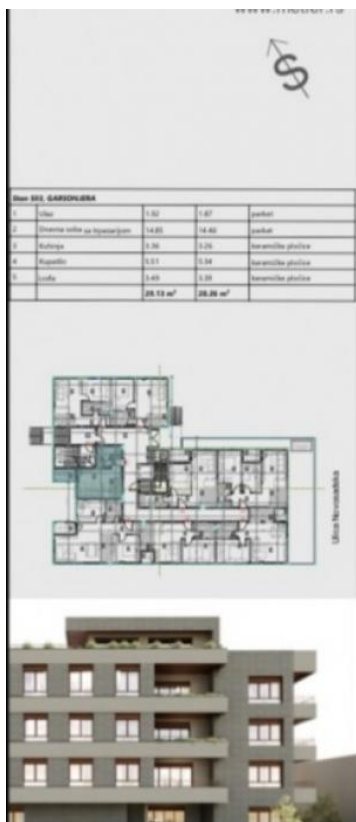 Stan 503, GARSONJERA
1 Ulaz 1.92 1.87 parket
2 Dnevna soba sa trpezarijom 14.85 14.40 parket
3 Kuhinja 3.36 3.26 keramičke pločice
4 Kupatilo 5.51 5.34 keramičke pločice
5 Lođa 3.49 3.39 keramičke pločice
29.13 m² 28.26 m²
Ulica Novosadska